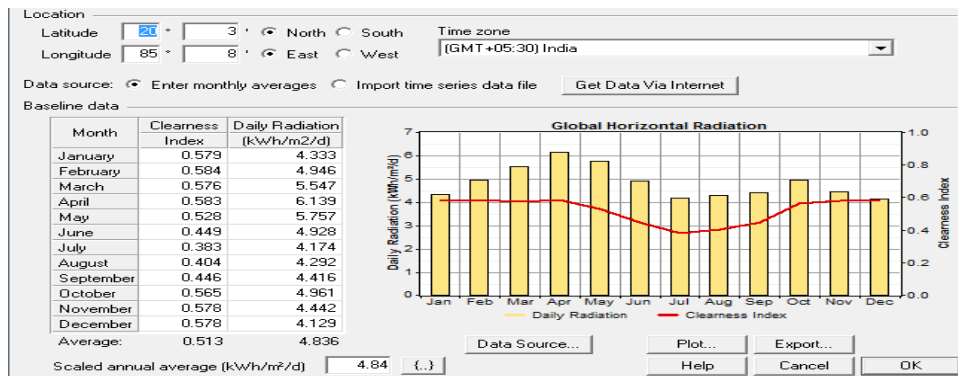 Location
Latitude 20 ° 3 ' North South Time zone
Longitude 85 ° 8 ' East West (GMT+05:30) India
Data source: Enter monthly averages Import time series data file Get Data Via Internet
Baseline data
Month Clearness Index Daily Radiation (kWh/m2/d)
January 0.579 4.333
February 0.584 4.946
March 0.576 5.547
April 0.583 6.139
May 0.528 5.757
June 0.449 4.928
July 0.383 4.174
August 0.404 4.292
September 0.446 4.416
October 0.565 4.961
November 0.578 4.442
December 0.578 4.129
Average: 0.513 4.836
Scaled annual average (kWh/m²/d) 4.84 {..}
Global Horizontal Radiation
Daily Radiation (kWh/m²/d)
7
6
5
4
3
2
1
0
1.0
0.8
0.6
0.4
0.2
0.0
Clearness Index
Jan Feb Mar Apr May Jun Jul Aug Sep Oct Nov Dec
Daily Radiation Clearness Index
Data Source... Plot... Export...
Help Cancel OK